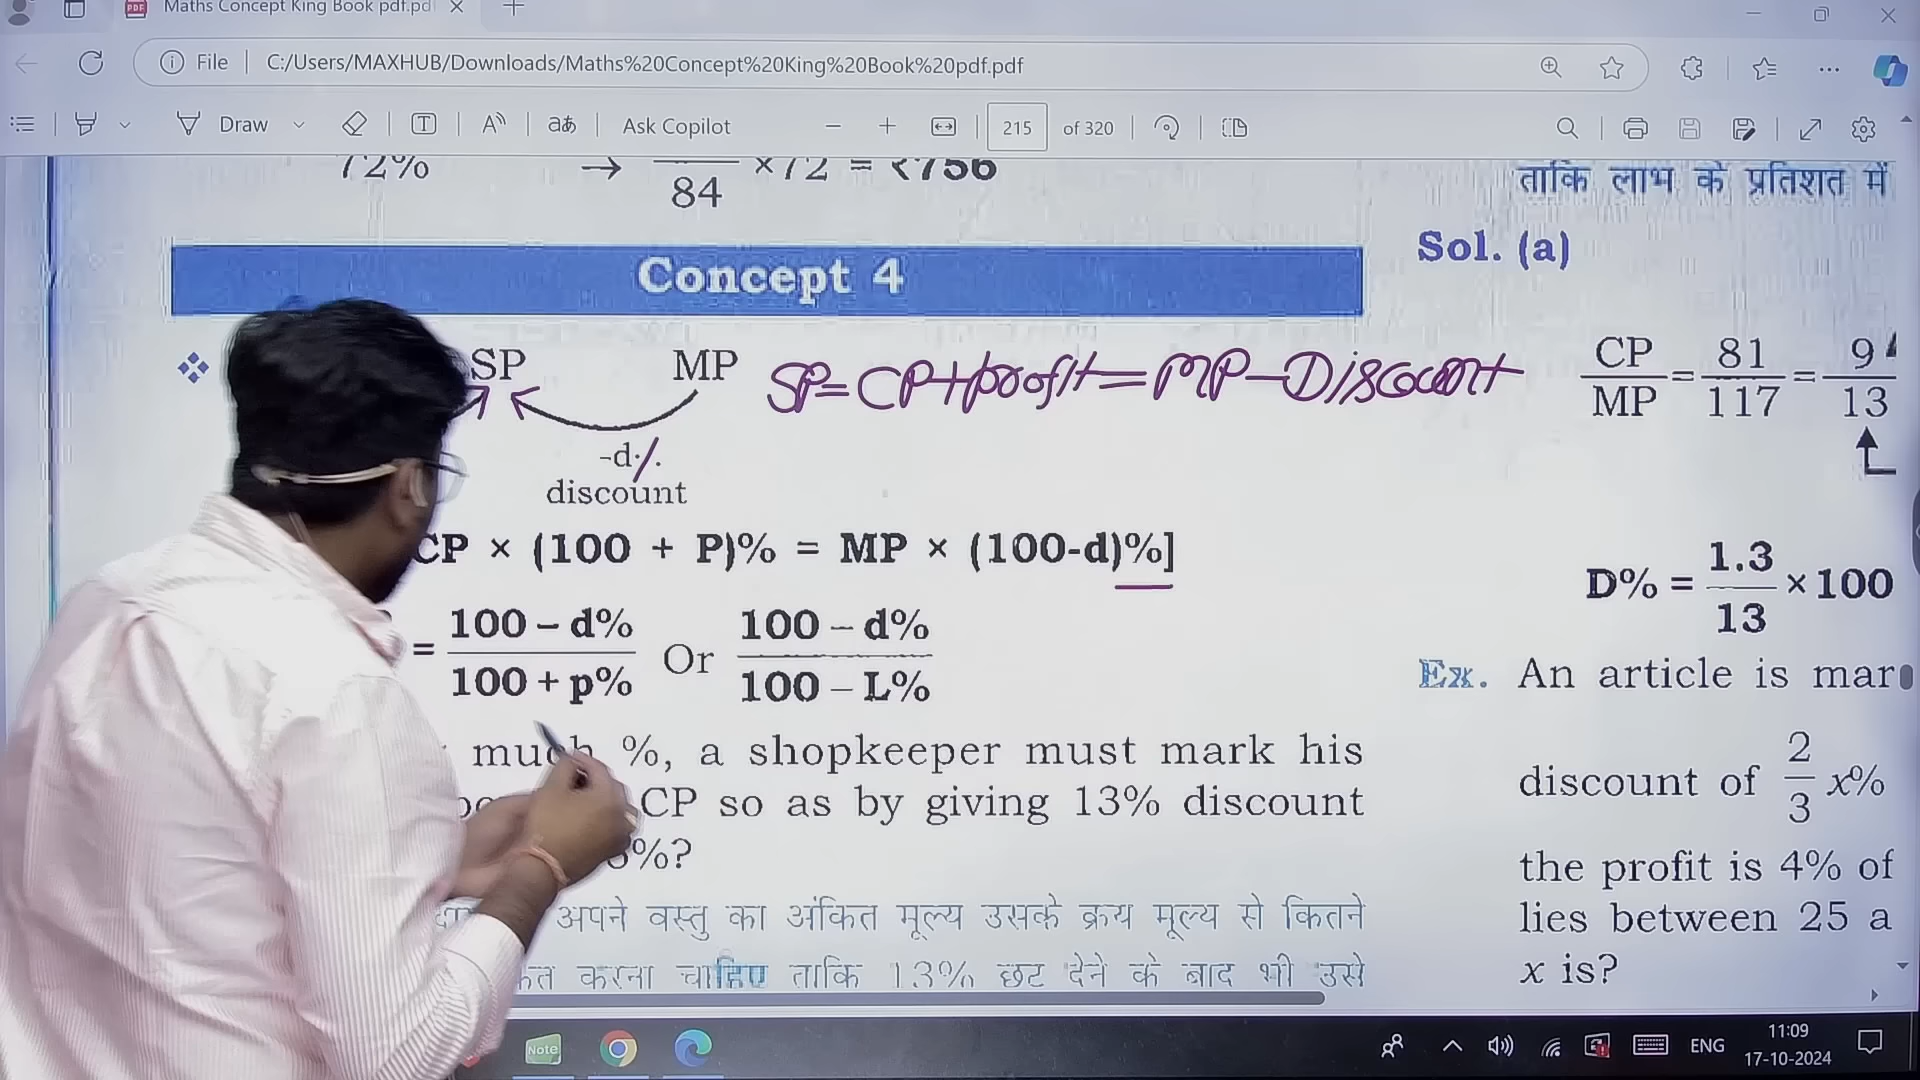 Maths Concept King Book pdf.pd
File C:/Users/MAXHUB/Downloads/Maths%20Concept%20King%20Book%20pdf.pdf
Draw Ask Copilot 215 of 320
72% → /84 ×72 = ₹756
Concept 4
SP MP SP=CP+profit=MP-Discount
-d%
discount
CP × (100 + P)% = MP × (100-d)%]
= (100 – d%)/(100 + p%) Or (100 – d%)/(100 – L%)
much %, a shopkeeper must mark his
CP so as by giving 13% discount
%?
अपने वस्तु का अंकित मूल्य उसके क्रय मूल्य से कितने
करना चाहिए ताकि 13% छूट देने के बाद भी उसे
ताकि लाभ के प्रतिशत में
Sol. (a)
CP/MP = 81/117 = 9/13
D% = 1.3/13 × 100
Ex. An article is mar
discount of 2/3 x%
the profit is 4% of
lies between 25 a
x is?
Note
ENG
11:09
17-10-2024